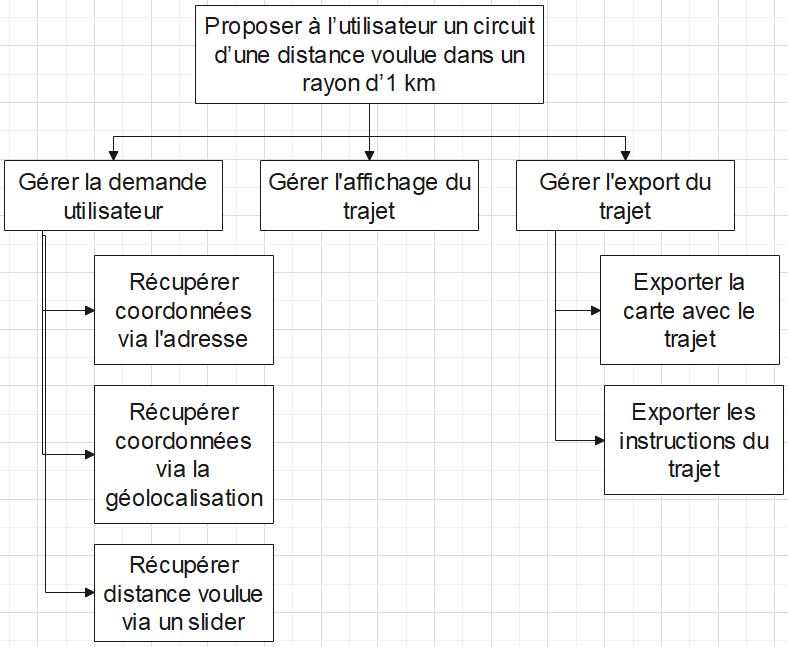 Proposer à l’utilisateur un circuit
d’une distance voulue dans un
rayon d’1 km
Gérer la demande
utilisateur
Gérer l'affichage du
trajet
Gérer l'export du
trajet
Récupérer
coordonnées
via l'adresse
Récupérer
coordonnées
via la
géolocalisation
Récupérer
distance voulue
via un slider
Exporter la
carte avec le
trajet
Exporter les
instructions du
trajet